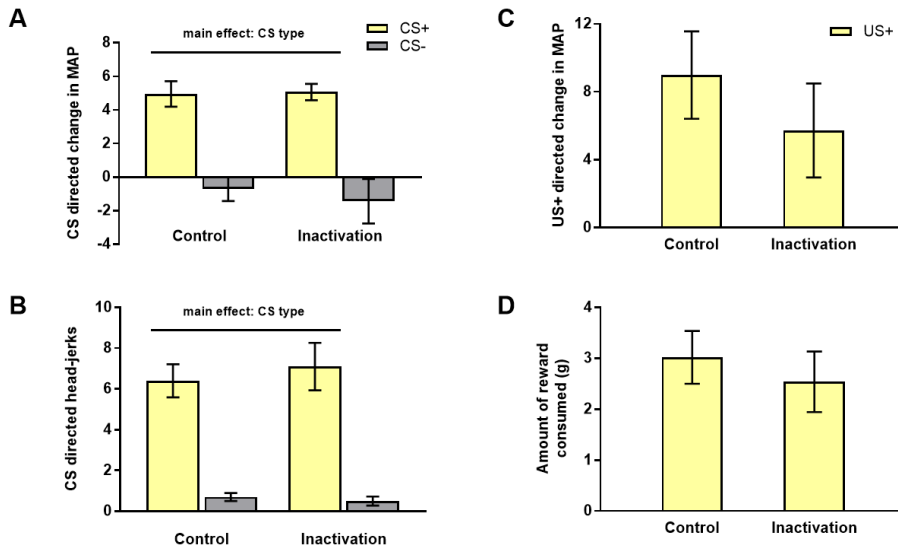 A
CS+
CS-
main effect: CS type
CS directed change in MAP
8
6
4
2
0
-2
-4
Control
Inactivation
B
main effect: CS type
CS directed head-jerks
10
8
6
4
2
0
Control
Inactivation
C
US+
US+ directed change in MAP
12
8
4
0
Control
Inactivation
D
Amount of reward
consumed (g)
4
3
2
1
0
Control
Inactivation